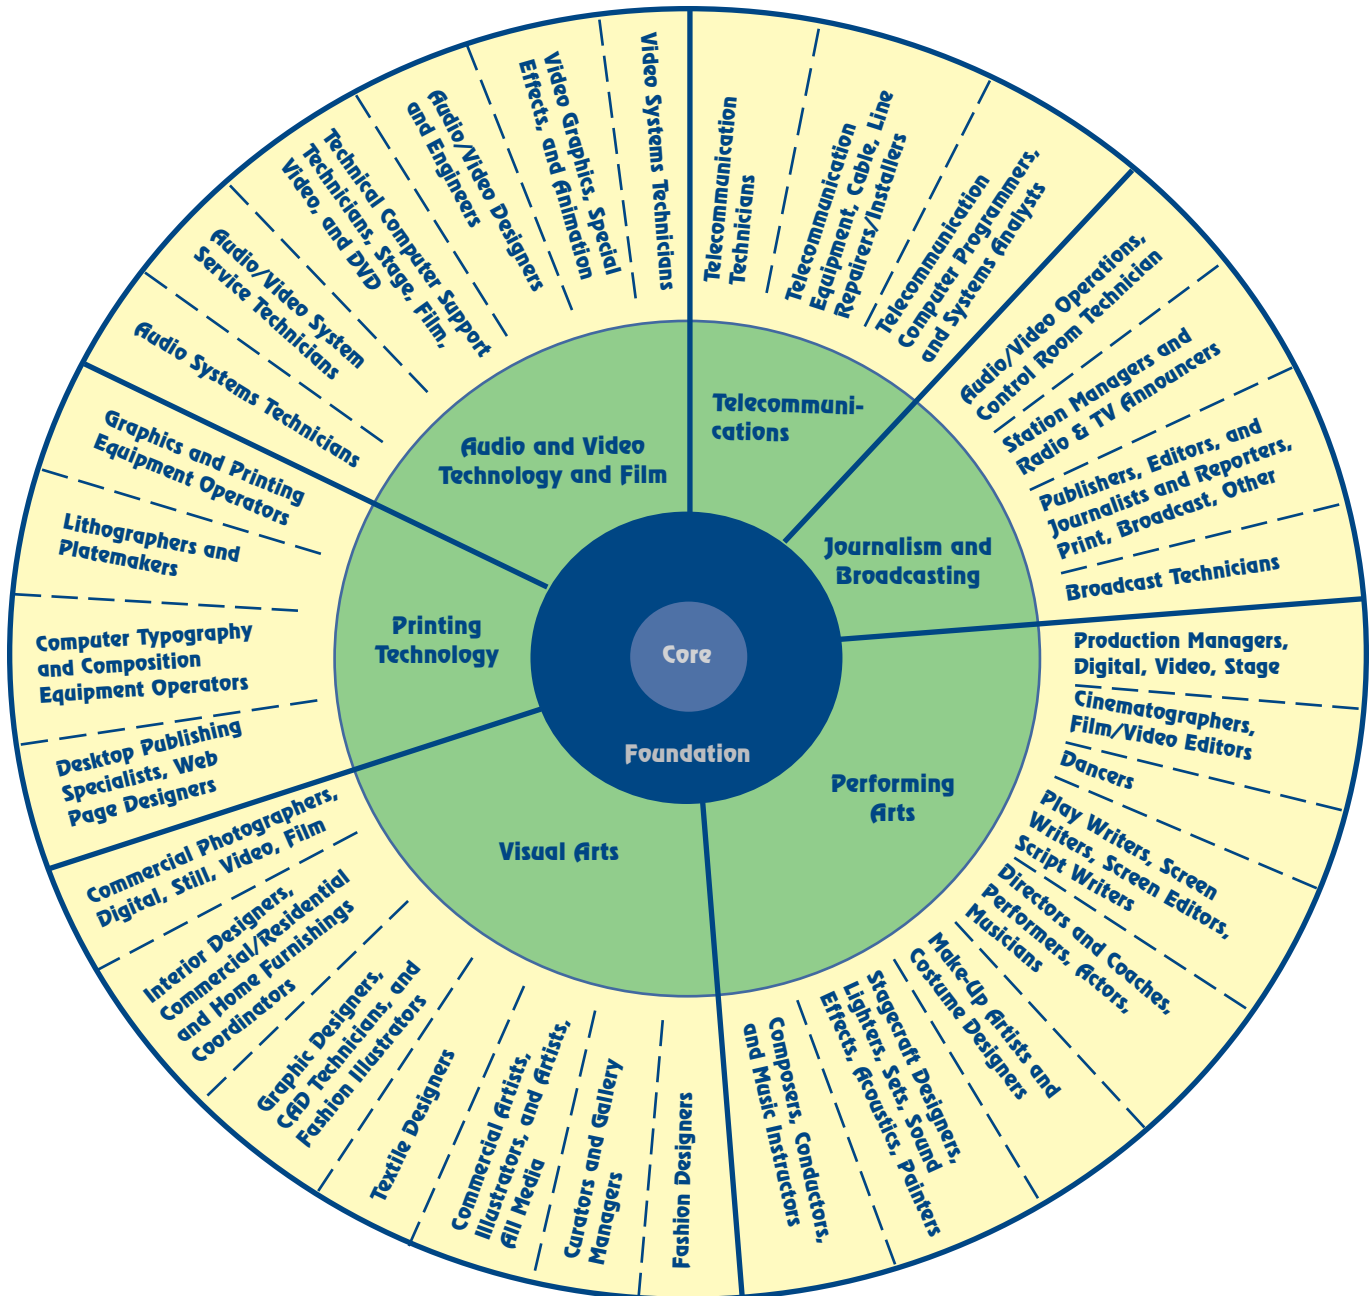 Core
Foundation
Telecommuni-
cations
Journalism and
Broadcasting
Performing
Arts
Visual Arts
Printing
Technology
Audio and Video
Technology and Film
Telecommunication
Technicians
Telecommunication
Equipment, Cable, Line
Repairers/Installers
Telecommunication
Computer Programmers,
and Systems Analysts
Audio/Video Operations,
Control Room Technician
Station Managers and
Radio & TV Announcers
Publishers, Editors, and
Journalists and Reporters,
Print, Broadcast, Other
Broadcast Technicians
Production Managers,
Digital, Video, Stage
Cinematographers,
Film/Video Editors
Dancers
Play Writers, Screen
Writers, Screen Editors,
Script Writers
Directors and Coaches,
Performers, Actors,
Musicians
Make-Up Artists and
Costume Designers
Stagecraft Designers,
Lighters, Sets, Sound
Effects, Acoustics, Painters
Composers, Conductors,
and Music Instructors
Fashion Designers
Curators and Gallery
Managers
Commercial Artists,
Illustrators, and Artists,
All Media
Textile Designers
Graphic Designers,
CAD Technicians, and
Fashion Illustrators
Interior Designers,
Commercial/Residential
and Home Furnishings
Coordinators
Commercial Photographers,
Digital, Still, Video, Film
Desktop Publishing
Specialists, Web
Page Designers
Computer Typography
and Composition
Equipment Operators
Lithographers and
Platemakers
Graphics and Printing
Equipment Operators
Audio Systems Technicians
Audio/Video System
Service Technicians
Technical Computer Support
Technicians, Stage, Film,
Video, and DVD
Audio/Video Designers
and Engineers
Video Graphics, Special
Effects, and Animation
Video Systems Technicians